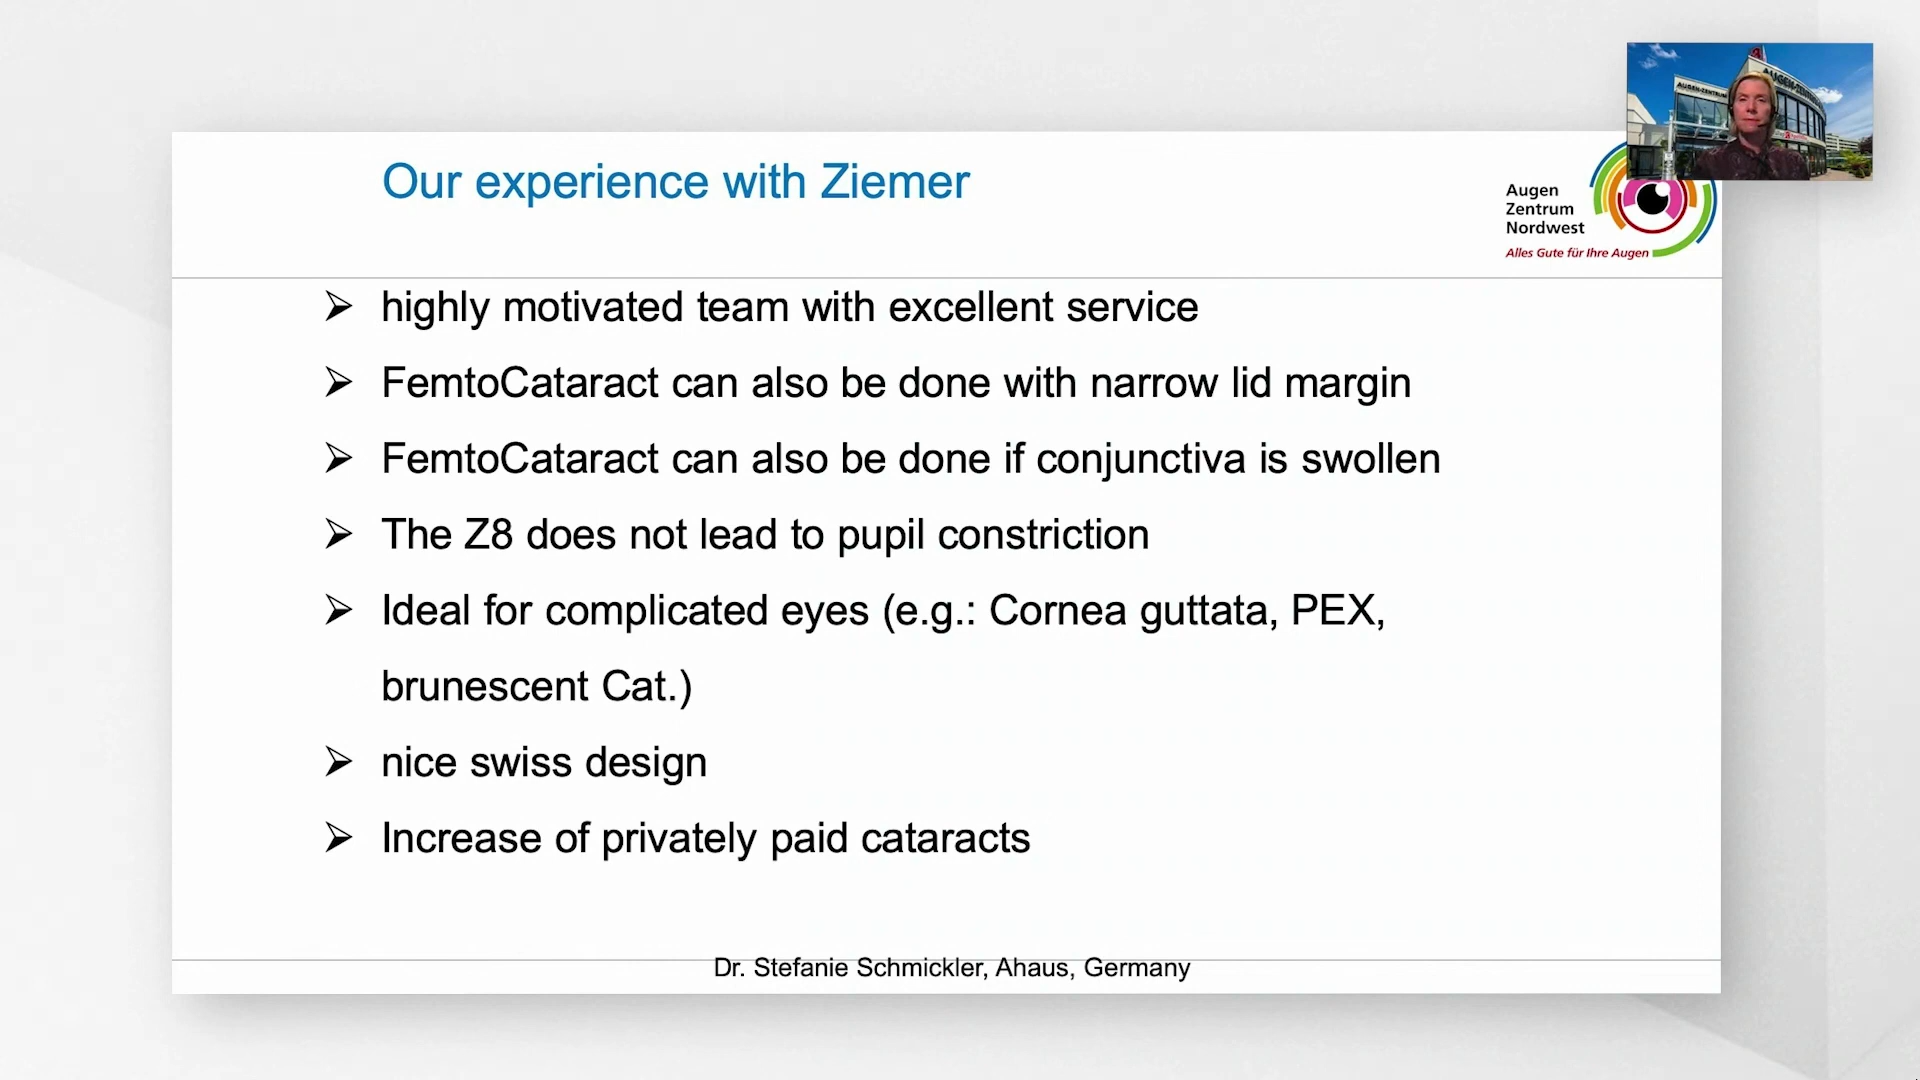 Our experience with Ziemer
AUGEN-ZENTRUM
Augen
Zentrum
Nordwest
Alles Gute für Ihre Augen
➢ highly motivated team with excellent service
➢ FemtoCataract can also be done with narrow lid margin
➢ FemtoCataract can also be done if conjunctiva is swollen
➢ The Z8 does not lead to pupil constriction
➢ Ideal for complicated eyes (e.g.: Cornea guttata, PEX,
brunescent Cat.)
➢ nice swiss design
➢ Increase of privately paid cataracts
Dr. Stefanie Schmickler, Ahaus, Germany